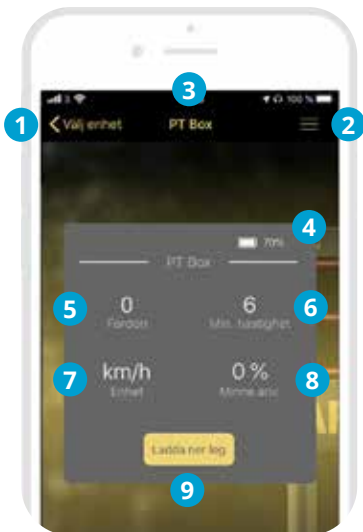 3
100 %
1
Välj enhet
PT Box
2
4
70%
PT Box
5
0
6
6
Fordon
Min. hastighet
7
km/h
0 %
8
Enhet
Minne anv.
Ladda ner log
9